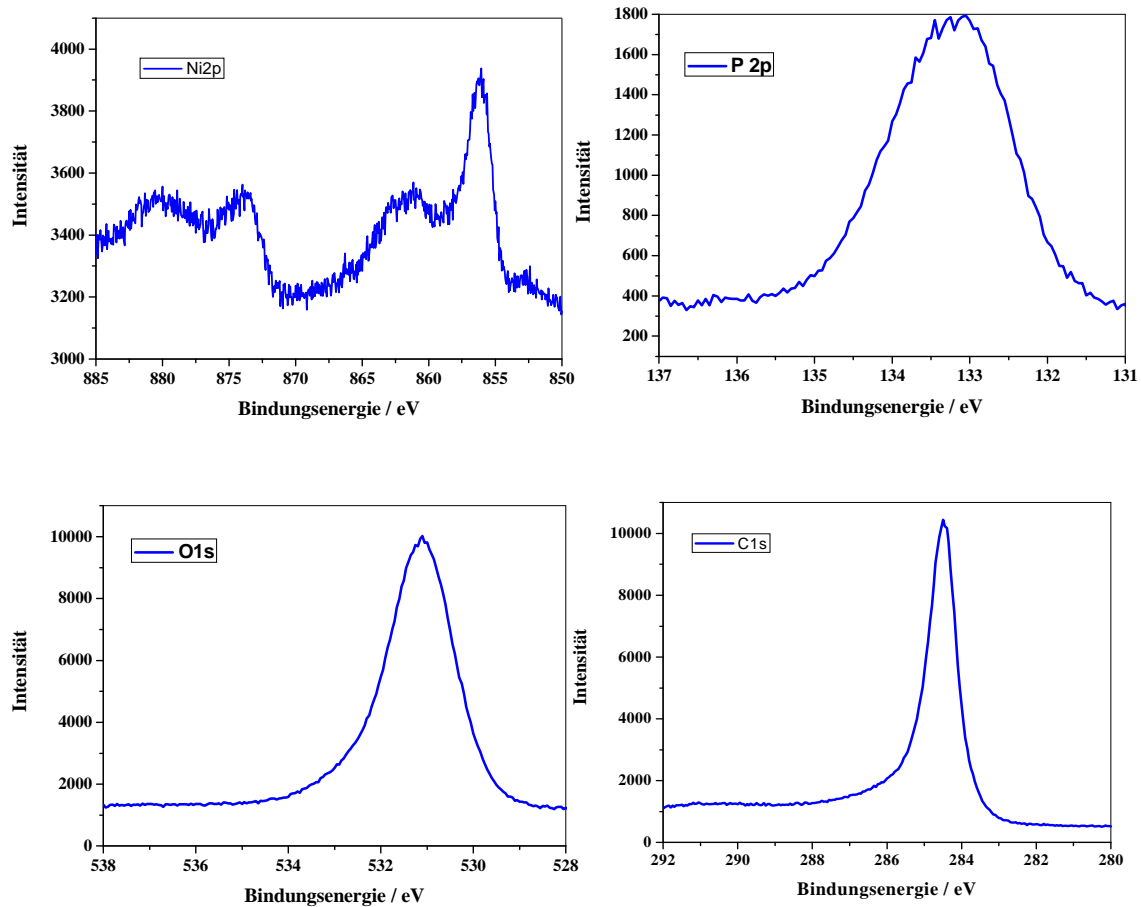 Ni2p
Intensität
4000
3800
3600
3400
3200
3000
885 880 875 870 865 860 855 850
Bindungsenergie / eV
P 2p
Intensität
1800
1600
1400
1200
1000
800
600
400
200
137 136 135 134 133 132 131
Bindungsenergie / eV
O1s
Intensität
10000
8000
6000
4000
2000
0
538 536 534 532 530 528
Bindungsenergie / eV
C1s
Intensität
10000
8000
6000
4000
2000
0
292 290 288 286 284 282 280
Bindungsenergie / eV